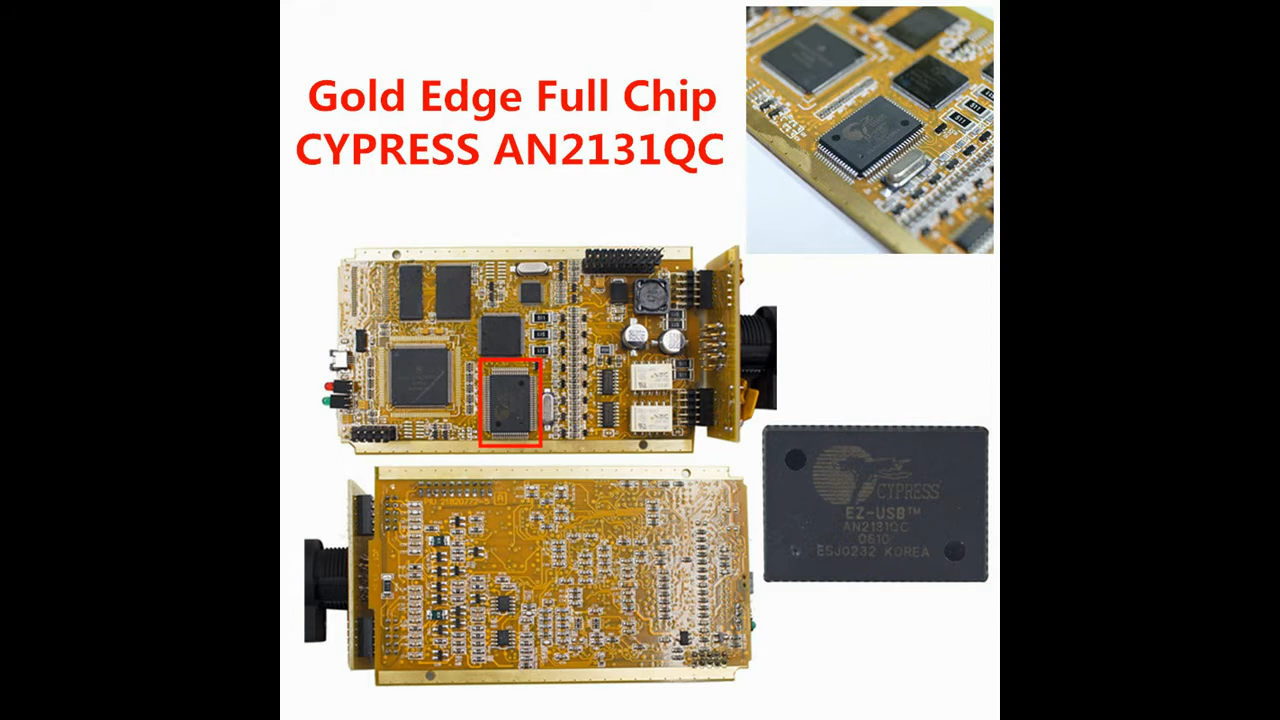 Gold Edge Full Chip
CYPRESS AN2131QC
CYPRESS
EZ-USB™
AN2131QC
0610
ESJ0232 KOREA